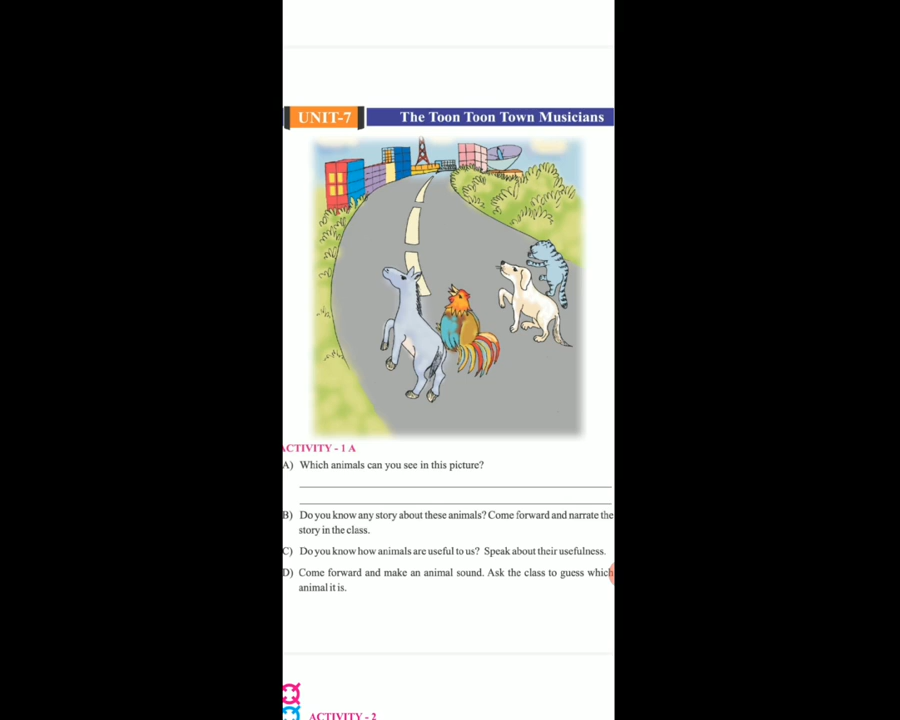 UNIT-7
The Toon Toon Town Musicians
ACTIVITY - 1 A
A) Which animals can you see in this picture?
B) Do you know any story about these animals? Come forward and narrate the
story in the class.
C) Do you know how animals are useful to us? Speak about their usefulness.
D) Come forward and make an animal sound. Ask the class to guess which
animal it is.
ACTIVITY - 2